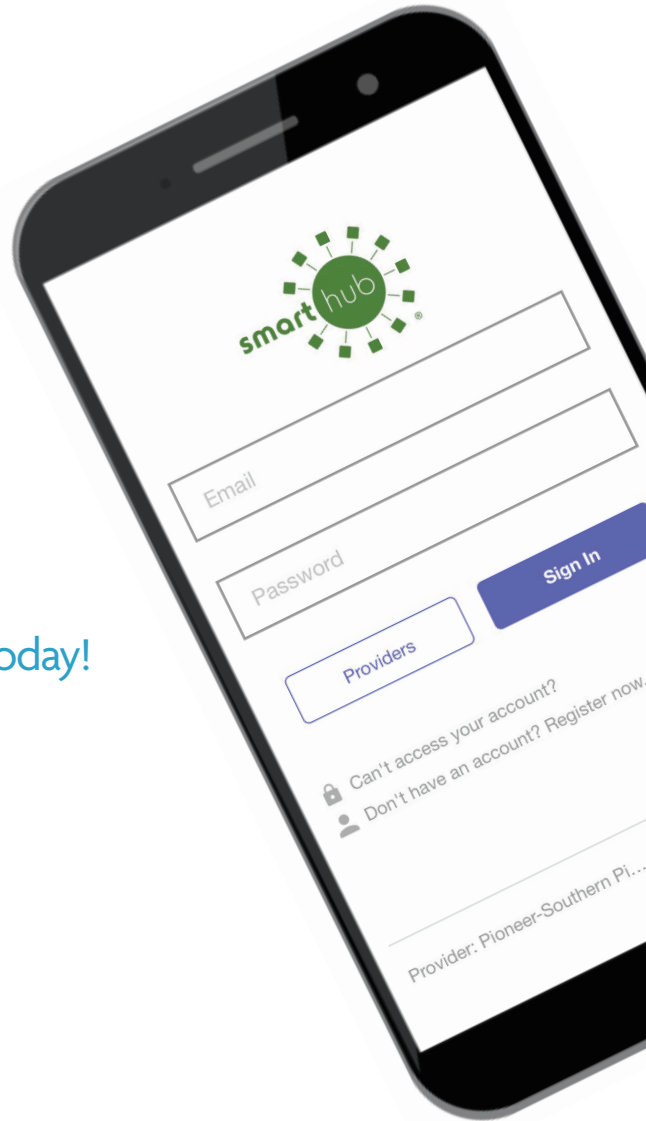 smart hub®
Email
Password
Sign In
Providers
oday!
Can't access your account?
Don't have an account? Register now.
Provider: Pioneer-Southern Pi...